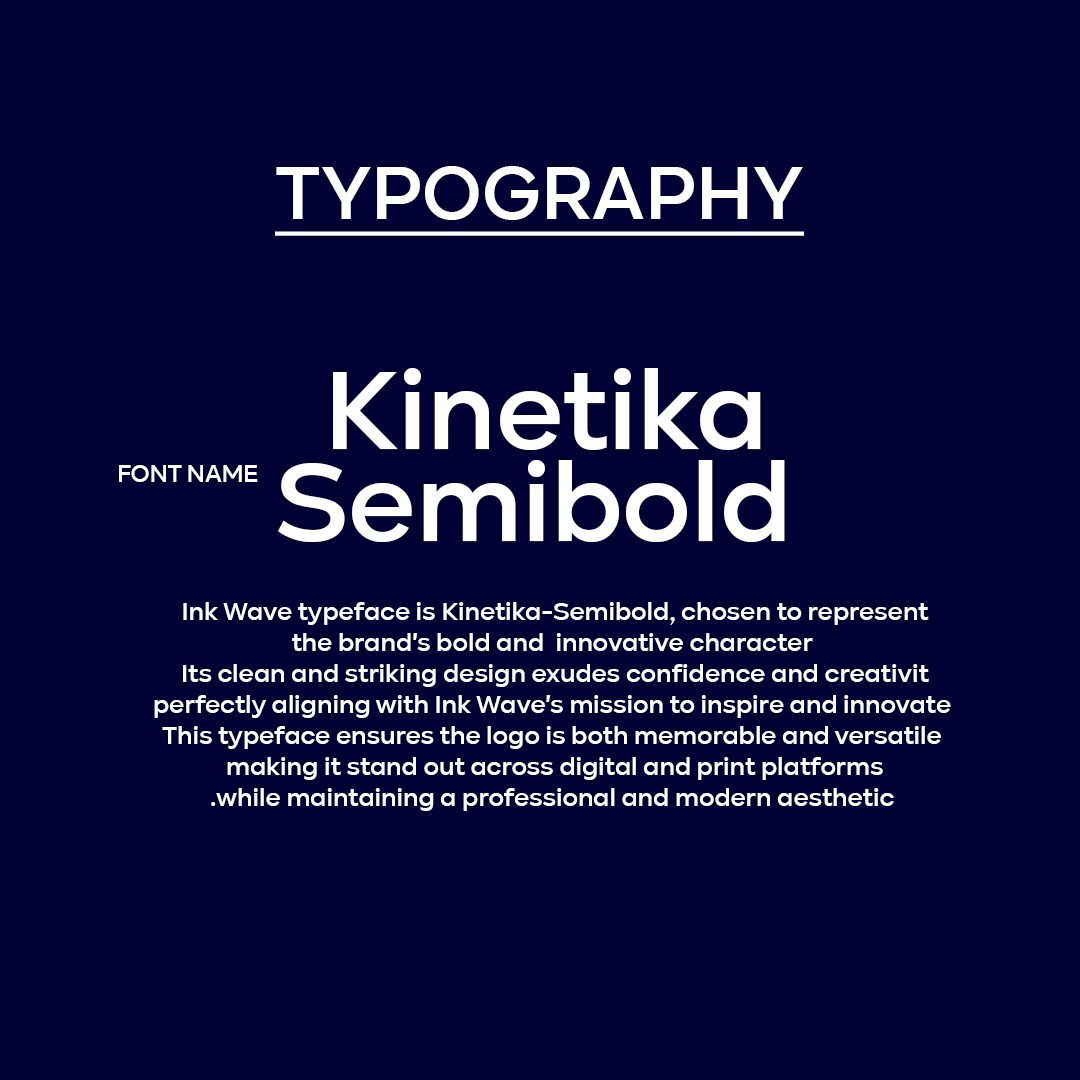 TYPOGRAPHY
Kinetika
FONT NAME
Semibold
Ink Wave typeface is Kinetika-Semibold, chosen to represent
the brand's bold and  innovative character
Its clean and striking design exudes confidence and creativit
perfectly aligning with Ink Wave's mission to inspire and innovate
This typeface ensures the logo is both memorable and versatile
making it stand out across digital and print platforms
.while maintaining a professional and modern aesthetic